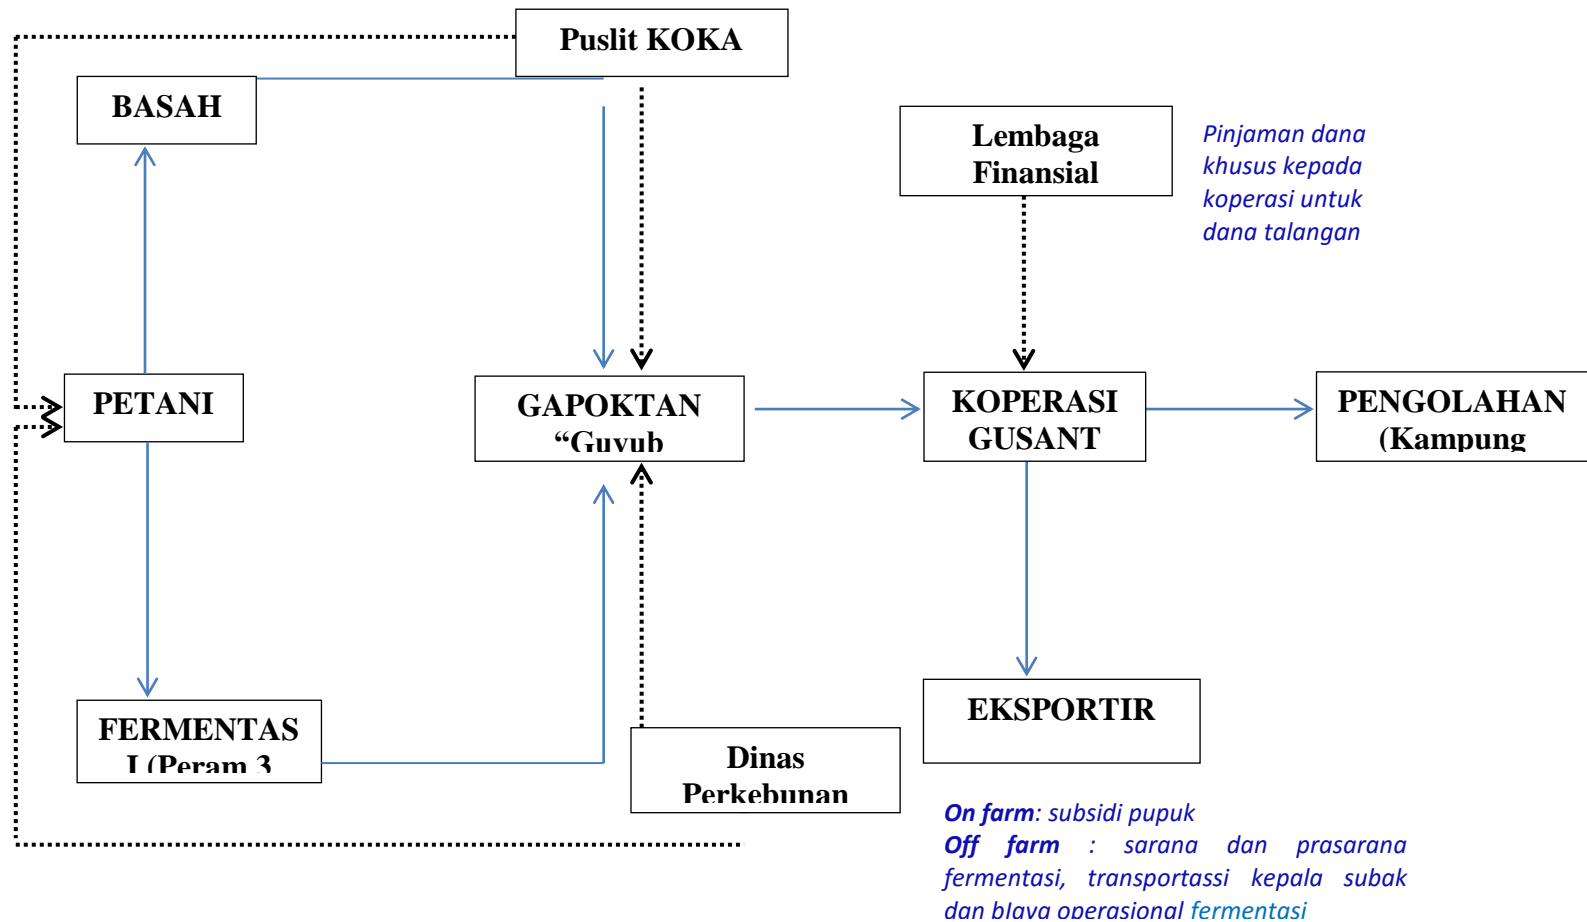 Puslit KOKA
BASAH
Lembaga
Finansial
Pinjaman dana
khusus kepada
koperasi untuk
dana talangan
PETANI
GAPOKTAN
“Guyub
KOPERASI
GUSANT
PENGOLAHAN
(Kampung
FERMENTAS
I (Peram 3
Dinas
Perkebunan
EKSPORTIR
On farm: subsidi pupuk
Off farm : sarana dan prasarana
fermentasi, transportassi kepala subak
dan bIaya operasional fermentasi